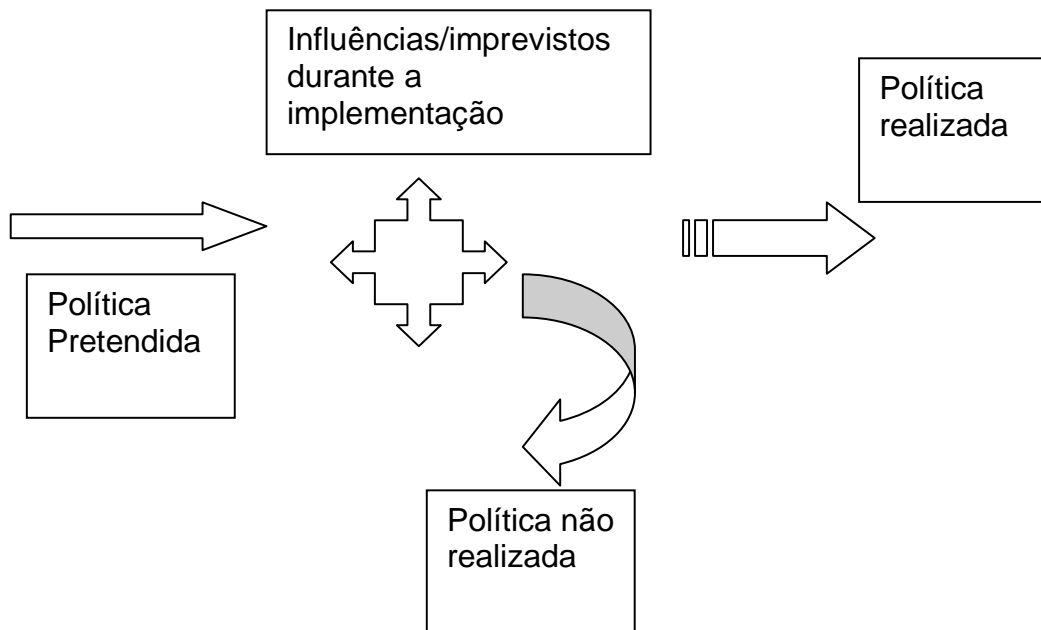 Influências/imprevistos
durante a
implementação
Política
realizada
Política
Pretendida
Política não
realizada